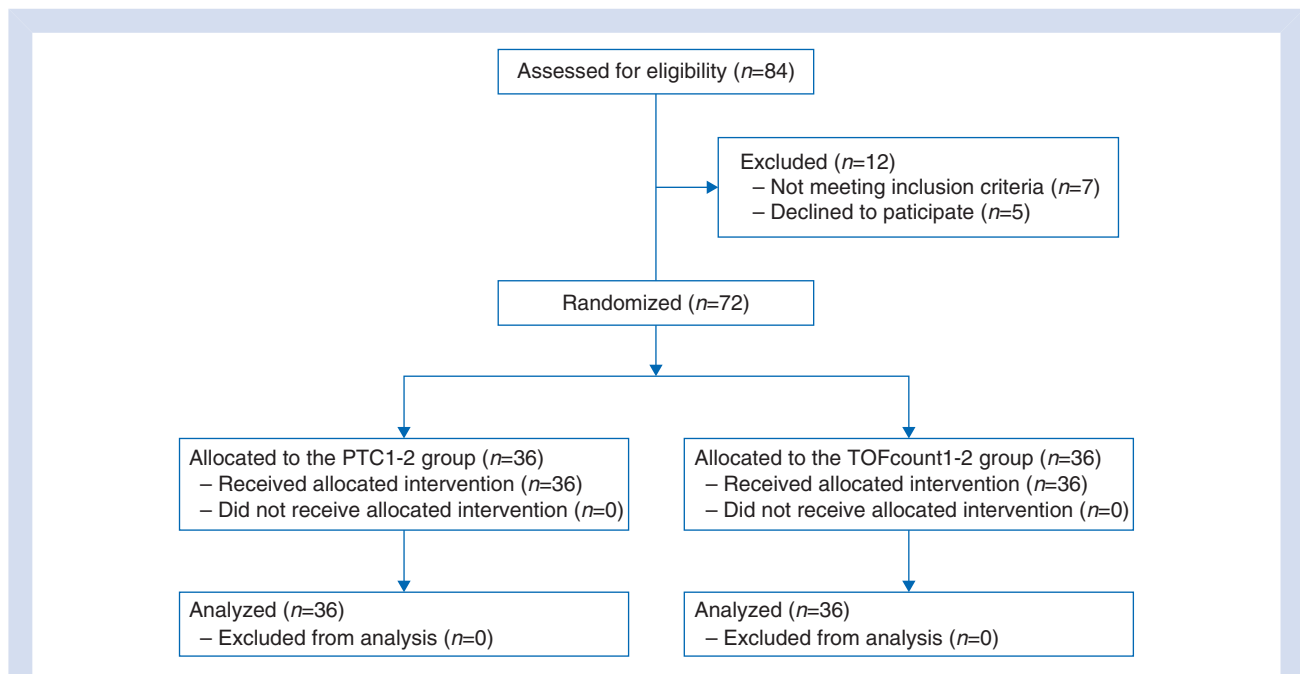 Assessed for eligibility (n=84)
Excluded (n=12)
– Not meeting inclusion criteria (n=7)
– Declined to paticipate (n=5)
Randomized (n=72)
Allocated to the PTC1-2 group (n=36)
– Received allocated intervention (n=36)
– Did not receive allocated intervention (n=0)
Allocated to the TOFcount1-2 group (n=36)
– Received allocated intervention (n=36)
– Did not receive allocated intervention (n=0)
Analyzed (n=36)
– Excluded from analysis (n=0)
Analyzed (n=36)
– Excluded from analysis (n=0)